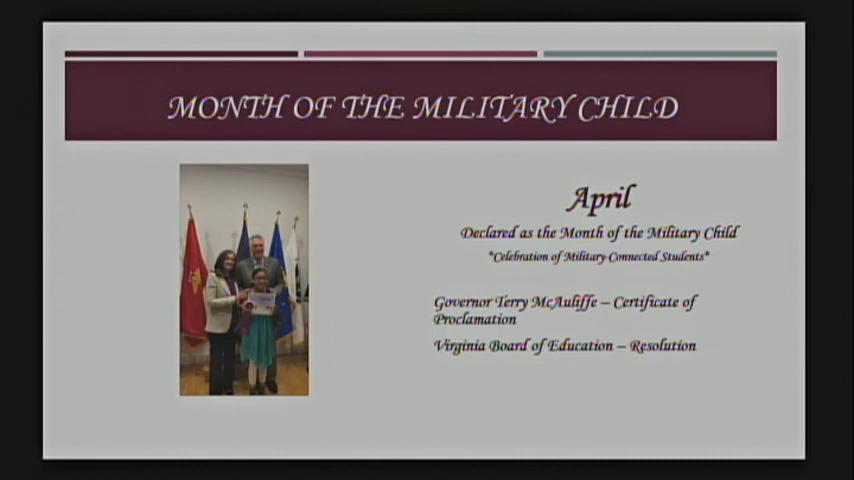 MONTH OF THE MILITARY CHILD
April
Declared as the Month of the Military Child
*Celebration of Military-Connected Students*
Governor Terry McAuliffe – Certificate of
Proclamation
Virginia Board of Education – Resolution